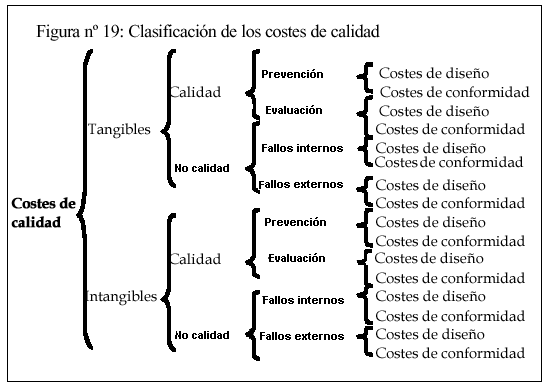 Figura nº 19: Clasificación de los costes de calidad
Prevención
Costes de diseño
Calidad
Costes de conformidad
Evaluación
Costes de diseño
Tangibles
Costes de conformidad
Fallos internos
Costes de diseño
No calidad
Costes de conformidad
Fallos externos
Costes de diseño
Costes de
calidad
Costes de conformidad
Prevención
Costes de diseño
Costes de conformidad
Calidad
Evaluación
Costes de diseño
Costes de conformidad
Intangibles
Fallos internos
Costes de diseño
Costes de conformidad
No calidad
Fallos externos
Costes de diseño
Costes de conformidad